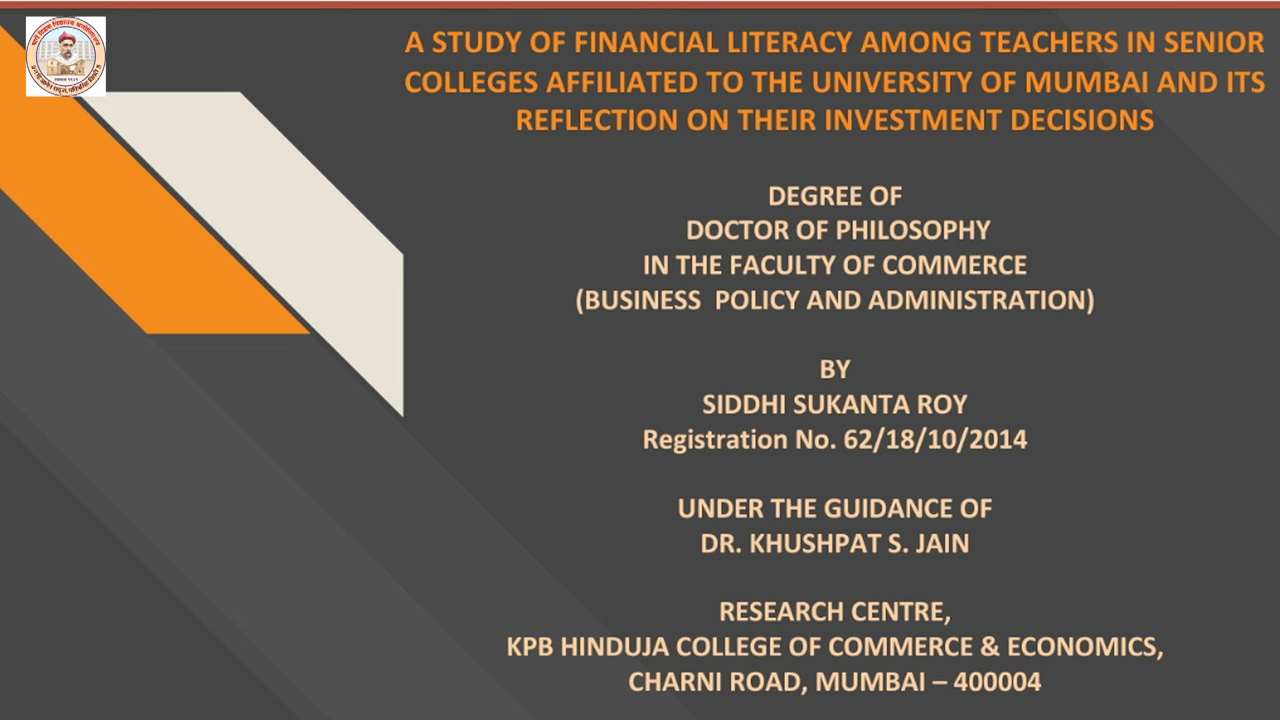 A STUDY OF FINANCIAL LITERACY AMONG TEACHERS IN SENIOR
COLLEGES AFFILIATED TO THE UNIVERSITY OF MUMBAI AND ITS
REFLECTION ON THEIR INVESTMENT DECISIONS
DEGREE OF
DOCTOR OF PHILOSOPHY
IN THE FACULTY OF COMMERCE
(BUSINESS  POLICY AND ADMINISTRATION)
BY
SIDDHI SUKANTA ROY
Registration No. 62/18/10/2014
UNDER THE GUIDANCE OF
DR. KHUSHPAT S. JAIN
RESEARCH CENTRE,
KPB HINDUJA COLLEGE OF COMMERCE & ECONOMICS,
CHARNI ROAD, MUMBAI – 400004